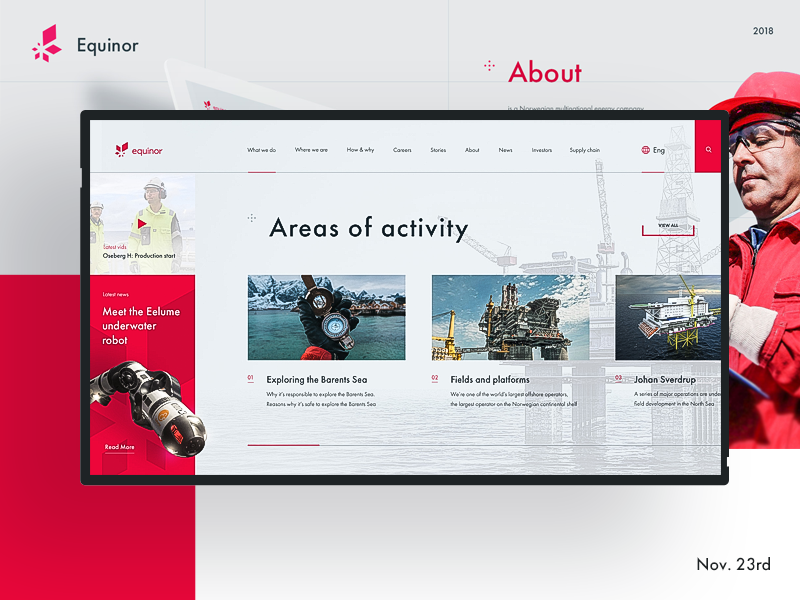 Equinor
2018
About
is a Norwegian multinational energy company
equinor
What we do
Where we are
How & why
Careers
Stories
About
News
Investors
Supply chain
Eng
Latest vids
Oseberg H: Production start
Areas of activity
VIEW ALL
Latest news
Meet the Eelume
underwater
robot
Read More
01
Exploring the Barents Sea
Why it's responsible to explore the Barents Sea.
Reasons why it's safe to explore the Barents Sea
02
Fields and platforms
We're one of the world's largest offshore operators,
the largest operator on the Norwegian continental shelf
03
Johan Sverdrup
A series of major operations are unde
field development in the North Sea
Nov. 23rd